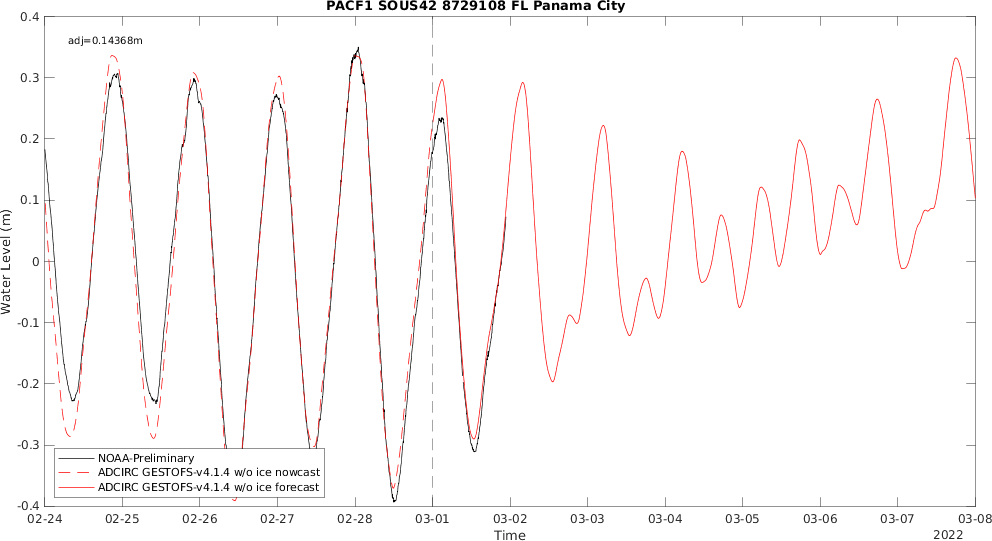 PACF1 SOUS42 8729108 FL Panama City
adj=0.14368m
0.4
0.3
0.2
0.1
0
-0.1
-0.2
-0.3
-0.4
Water Level (m)
NOAA-Preliminary
ADCIRC GESTOFS-v4.1.4 w/o ice nowcast
ADCIRC GESTOFS-v4.1.4 w/o ice forecast
02-24 02-25 02-26 02-27 02-28 03-01 03-02 03-03 03-04 03-05 03-06 03-07 03-08
Time
2022